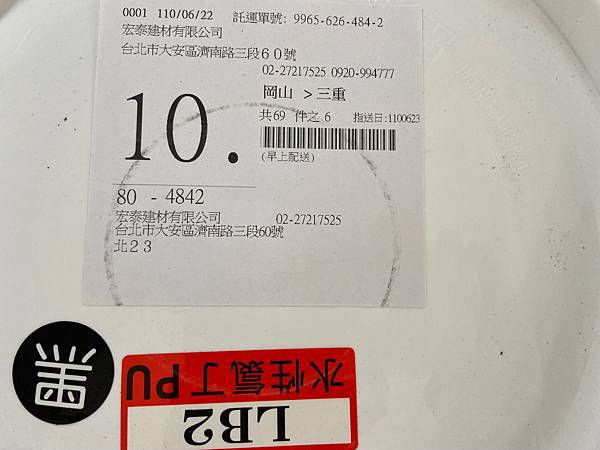 0001 110/06/22 託運單號: 9965-626-484-2
宏泰建材有限公司
台北市大安區濟南路三段６０號
02-27217525 0920-994777
岡山 ＞三重
共69 件之 6 指送日:1100623
10.
(早上配送)
80 - 4842
宏泰建材有限公司 02-27217525
台北市大安區濟南路三段60號
北２３
黑
水性氯丁PU
LB2